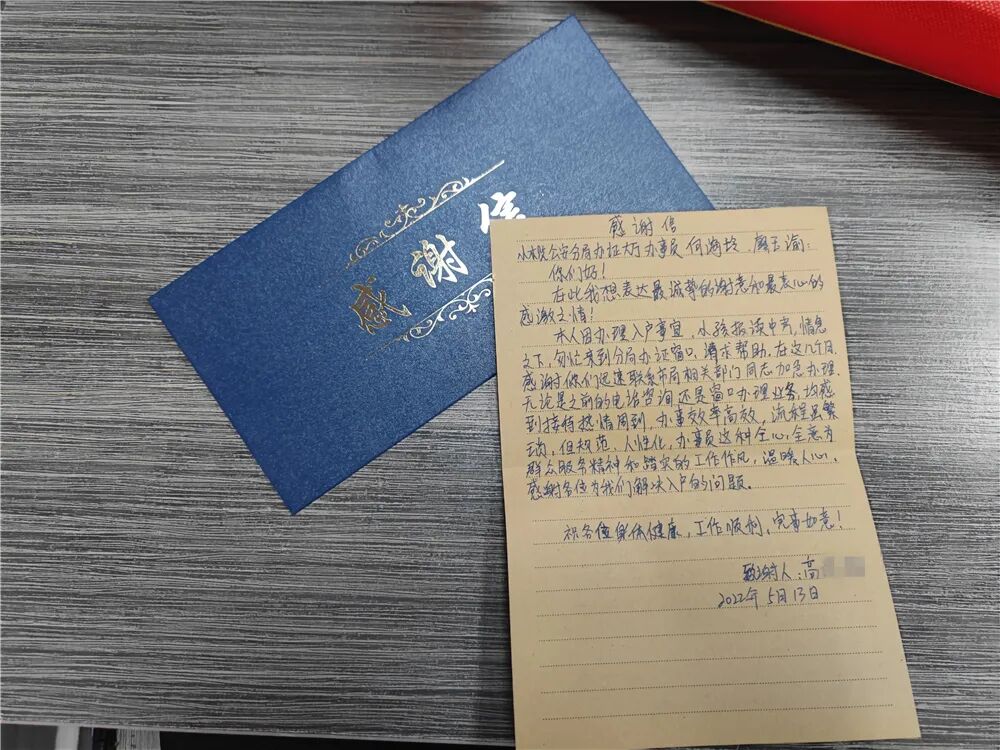 感谢信
感谢信
小榄公安分局办证大厅办事员何海玲、廖玉瑜:
你们好!
在此我想表达最诚挚的谢意和最衷心的
感激之情!
本人因办理入户事宜,小孩报读中考,情急
之下,匆忙来到分局办证窗口,请求帮助,在这几个月
感谢你们迅速联系市局相关部门同志加急办理,
无论是之前的电话咨询还是窗口办理业务,均感
到接待热情周到,办事效率高效,流程虽繁
琐,但规范、人性化,办事员这种全心全意为
群众服务精神和踏实的工作作风,温暖人心。
感谢各位为我们解决入户的问题。
祝各位身体健康,工作顺利,完事如意!
致谢人:高
2022年5月13日